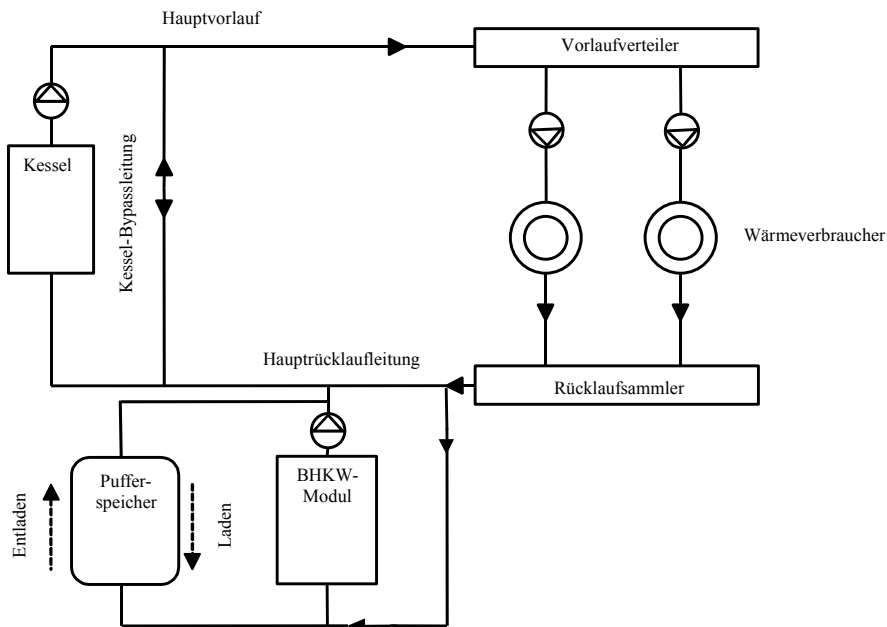 Hauptvorlauf
Vorlaufverteiler
Kessel
Kessel-Bypassleitung
Wärmeverbraucher
Hauptrücklaufleitung
Rücklaufsammler
Puffer-
speicher
BHKW-
Modul
Entladen
Laden